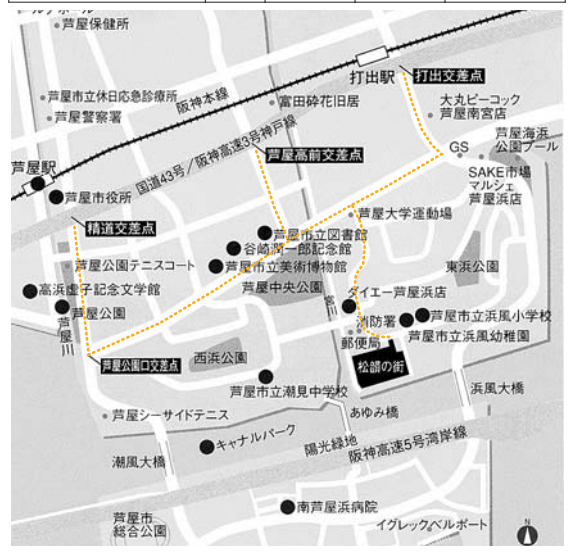 芦屋保健所
打出駅
打出交差点
芦屋市立休日応急診療所
阪神本線
富田砕花旧居
大丸ピーコック
芦屋南宮店
芦屋警察署
芦屋海浜
公園プール
芦屋駅
国道43号／阪神高速3号神戸線
芦屋高前交差点
GS
SAKE市場
マルシェ
芦屋浜店
芦屋市役所
精道交差点
芦屋市立図書館
芦屋大学運動場
谷崎潤一郎記念館
芦屋公園テニスコート
芦屋市立美術博物館
東浜公園
高浜虚子記念文学館
芦屋中央公園
宮川
ダイエー芦屋浜店
芦屋公園
芦屋川
消防署
芦屋市立浜風小学校
郵便局
芦屋市立浜風幼稚園
芦屋公園口交差点
西浜公園
松韻の街
芦屋市立潮見中学校
浜風大橋
芦屋シーサイドテニス
あゆみ橋
キャナルパーク
陽光緑地
阪神高速5号湾岸線
潮風大橋
南芦屋浜病院
芦屋市
総合公園
イグレックベルポート
N